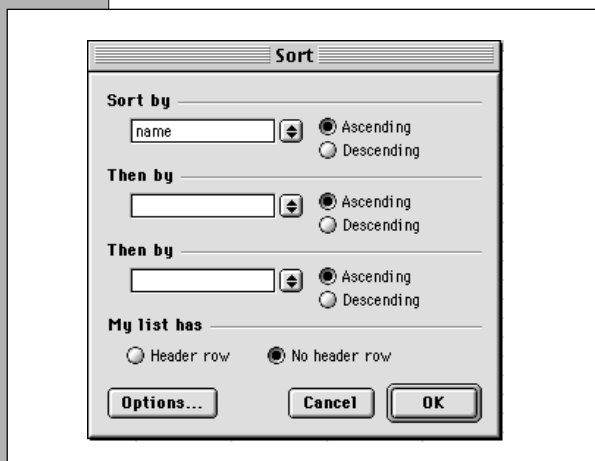 Sort
Sort by
name
Ascending
Descending
Then by
Ascending
Descending
Then by
Ascending
Descending
My list has
Header row No header row
Options... Cancel OK